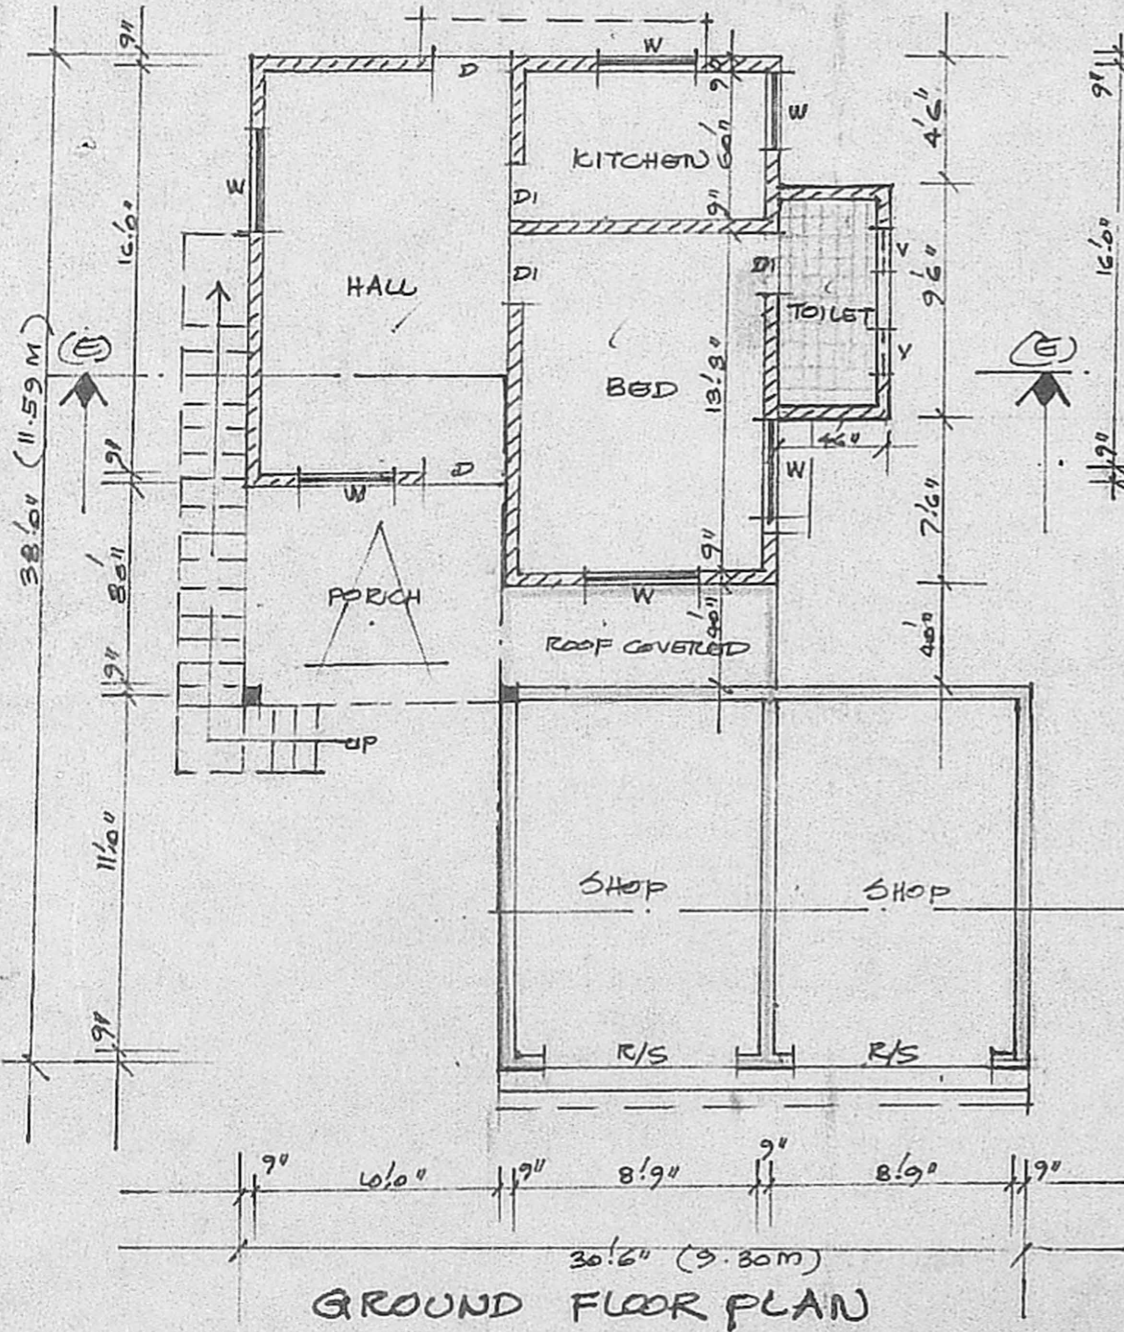 9" 9" W D 9" 9"
W 4'6"
KITCHEN 6'0"
W D1 9"
16'0" 16'0"
D1 D1 V
HALL 9'6"
TOILET
(E) V (E)
BED 13'3"
38'0" (11.59 M)
4'6"
9" D W 9"
W 7'6"
9"
8'0" PORCH W
4'0" 4'0"
ROOF COVERED
9"
UP
11'0"
SHOP SHOP
9" R/S R/S
9" 10'0" 9" 8'9" 9" 8'9" 9"
30'6" (9.30M)
GROUND FLOOR PLAN